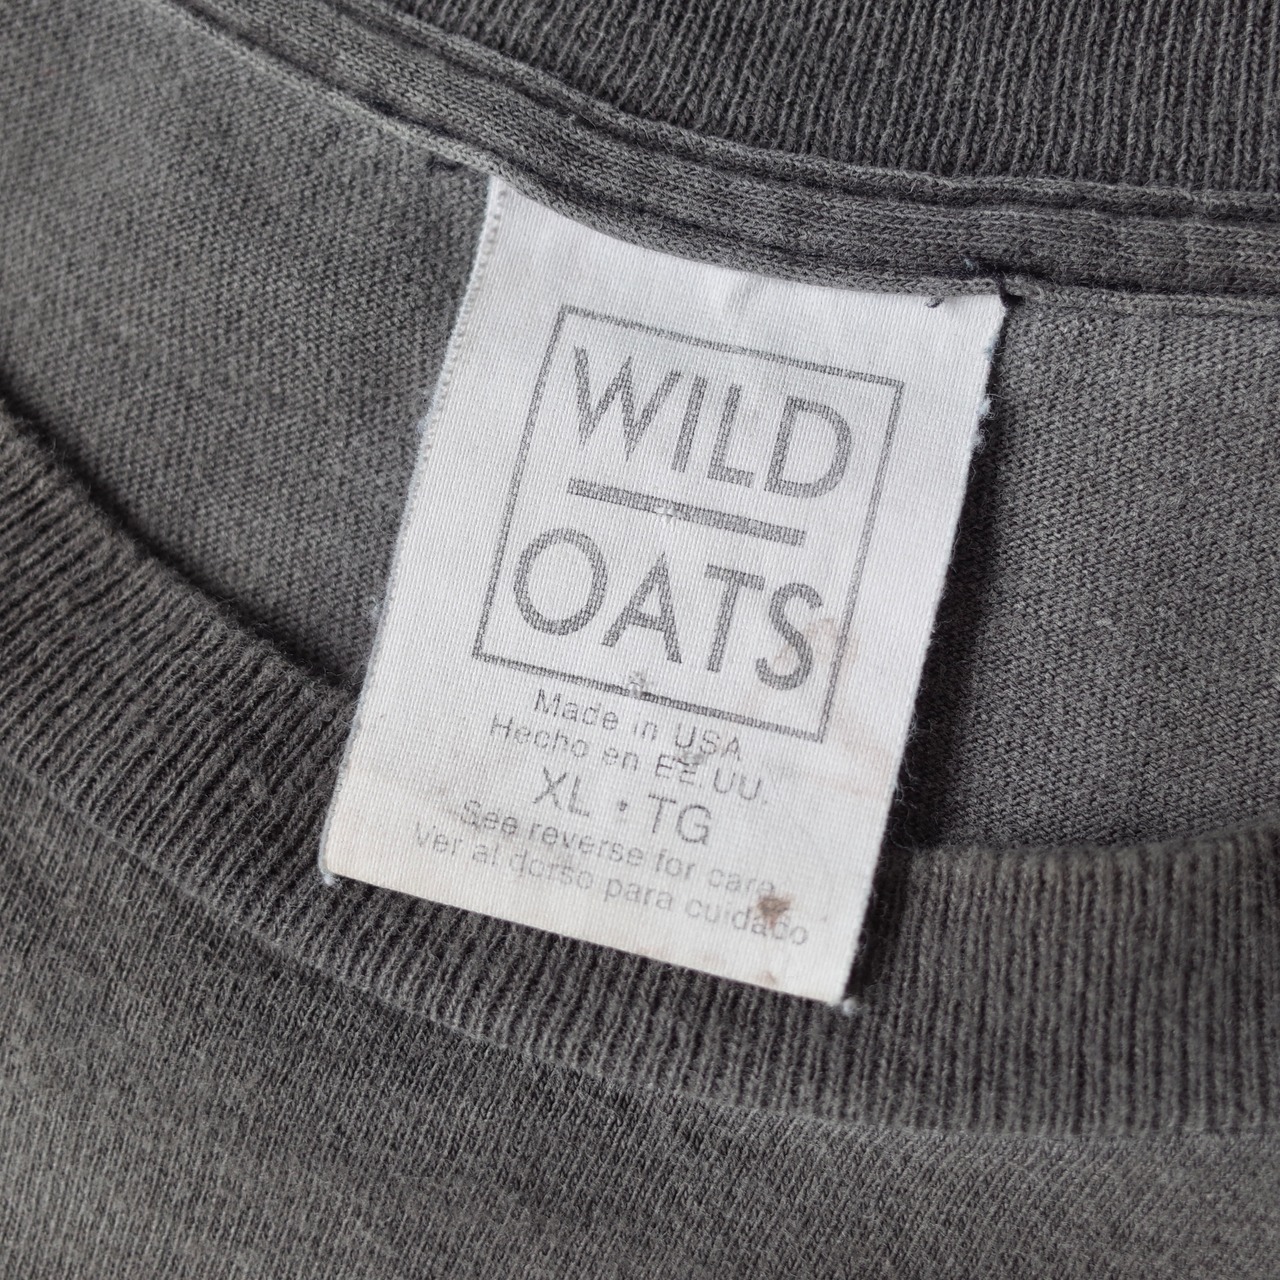 WILD
OATS
Made in USA
Hecho en EE.UU.
XL • TG
See reverse for care
Ver al dorso para cuidado